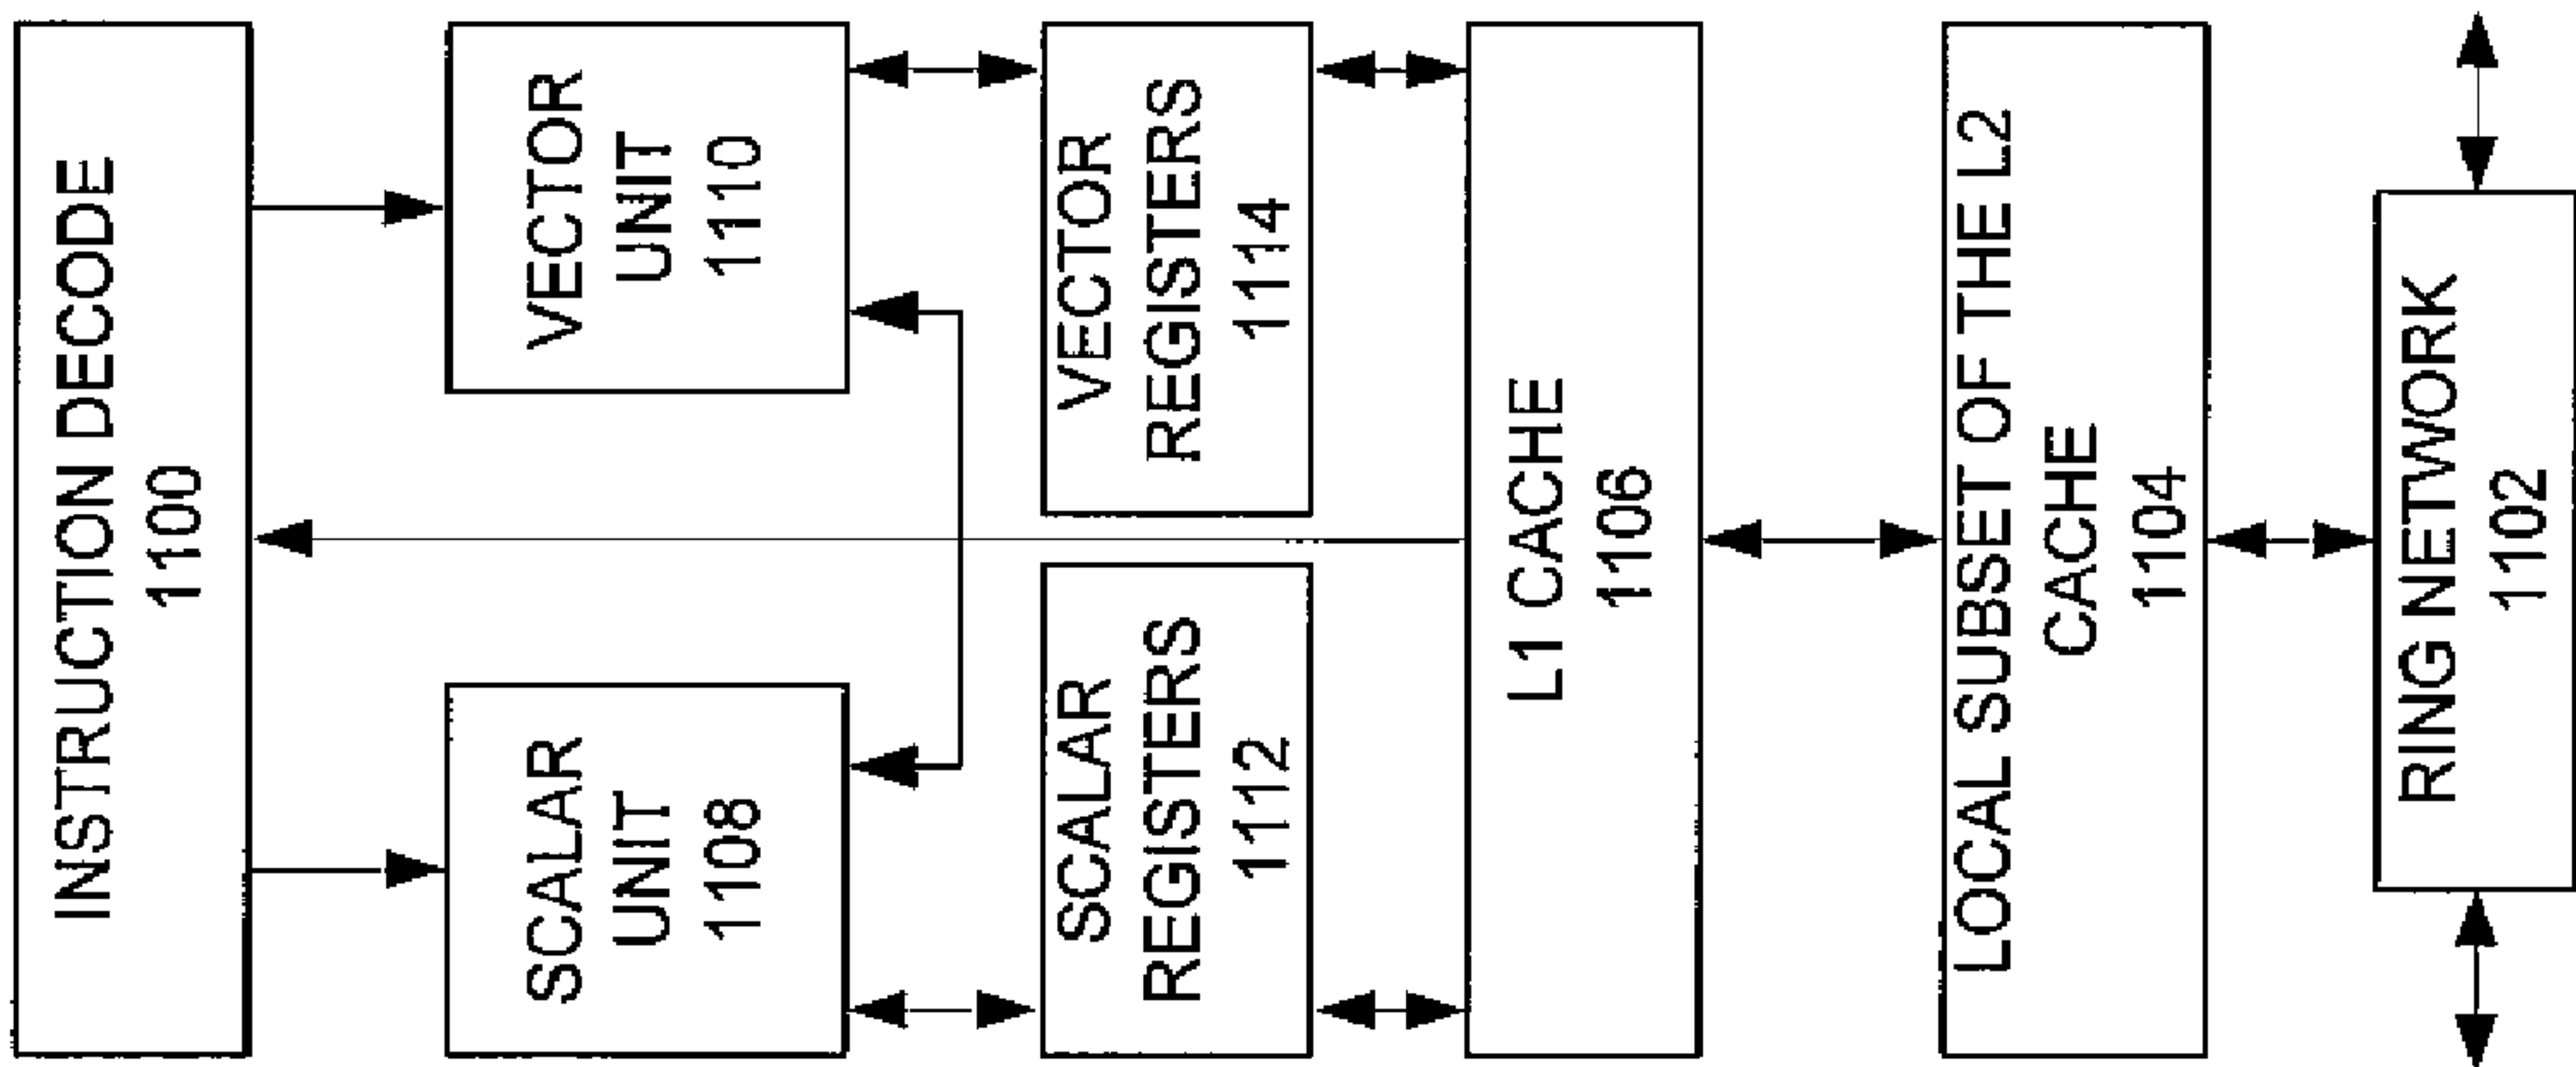 INSTRUCTION DECODE
1100
SCALAR
UNIT
1108
VECTOR
UNIT
1110
SCALAR
REGISTERS
1112
VECTOR
REGISTERS
1114
L1 CACHE
1106
LOCAL SUBSET OF THE L2
CACHE
1104
RING NETWORK
1102